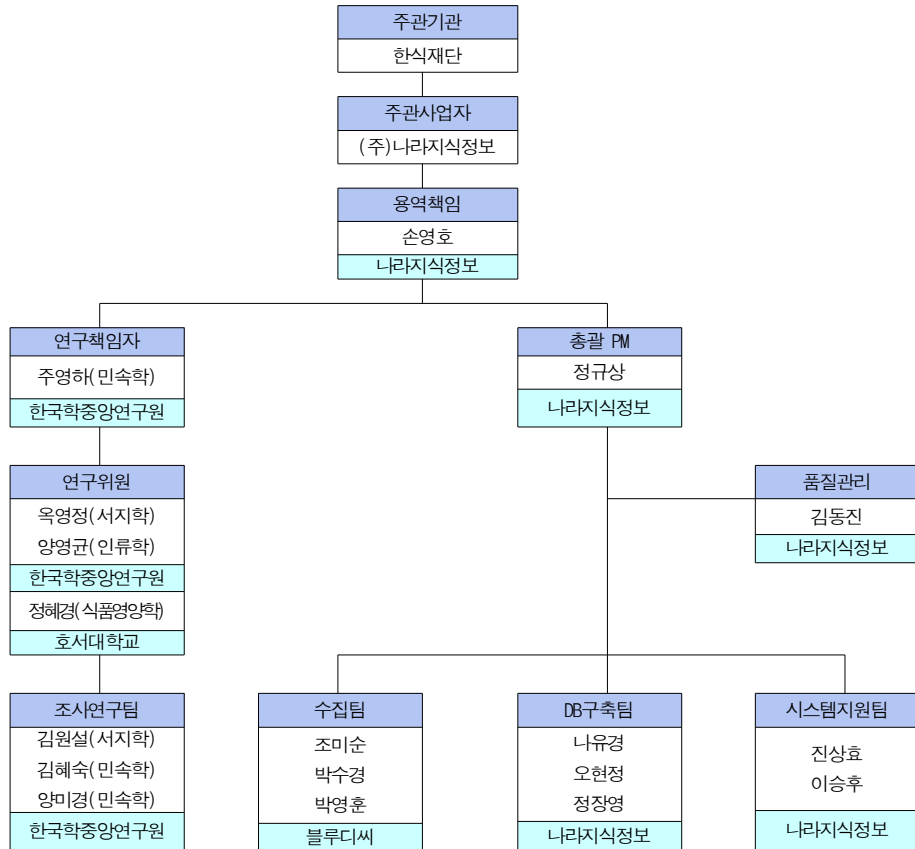 주관기관
한식재단
주관사업자
(주)나라지식정보
용역책임
손영호
나라지식정보
연구책임자
주영하(민속학)
한국학중앙연구원
총괄 PM
정규상
나라지식정보
연구위원
옥영정(서지학)
양영균(인류학)
한국학중앙연구원
정혜경(식품영양학)
호서대학교
품질관리
김동진
나라지식정보
조사연구팀
김원설(서지학)
김혜숙(민속학)
양미경(민속학)
한국학중앙연구원
수집팀
조미순
박수경
박영훈
블루디씨
DB구축팀
나유경
오현정
정장영
나라지식정보
시스템지원팀
진상효
이승후
나라지식정보